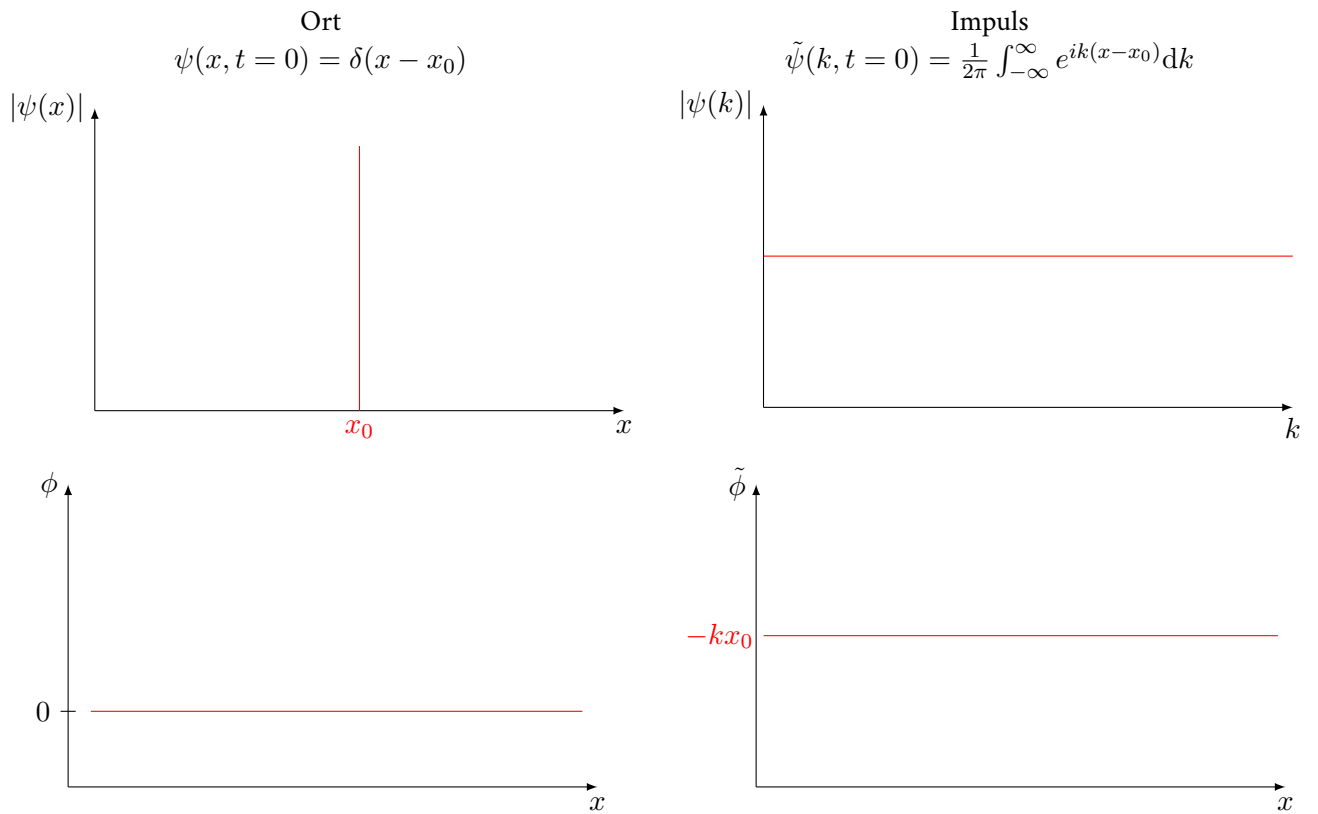 Ort
ψ(x, t = 0) = δ(x − x₀)
|ψ(x)|
x₀
x
Impuls
ψ̃(k, t = 0) = 1/2π ∫_{−∞}^{∞} e^{ik(x−x₀)}dk
|ψ(k)|
k
ϕ
0
x
ϕ̃
−kx₀
x